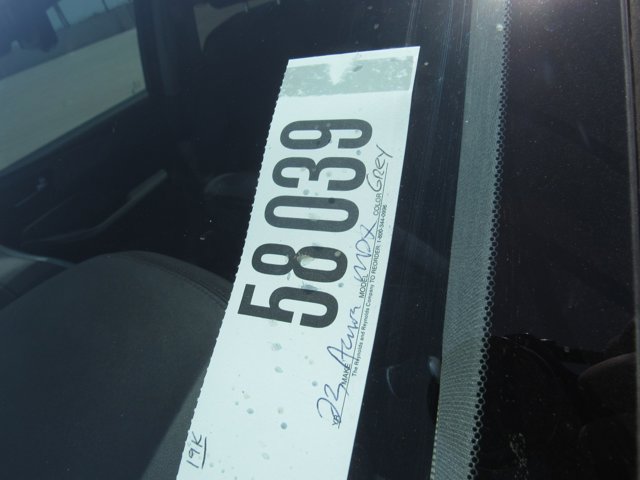 58039
YR 23 MAKE Acura MODEL MDX COLOR GREY
The Reynolds and Reynolds Company TO REORDER: 1-800-344-0996
19K